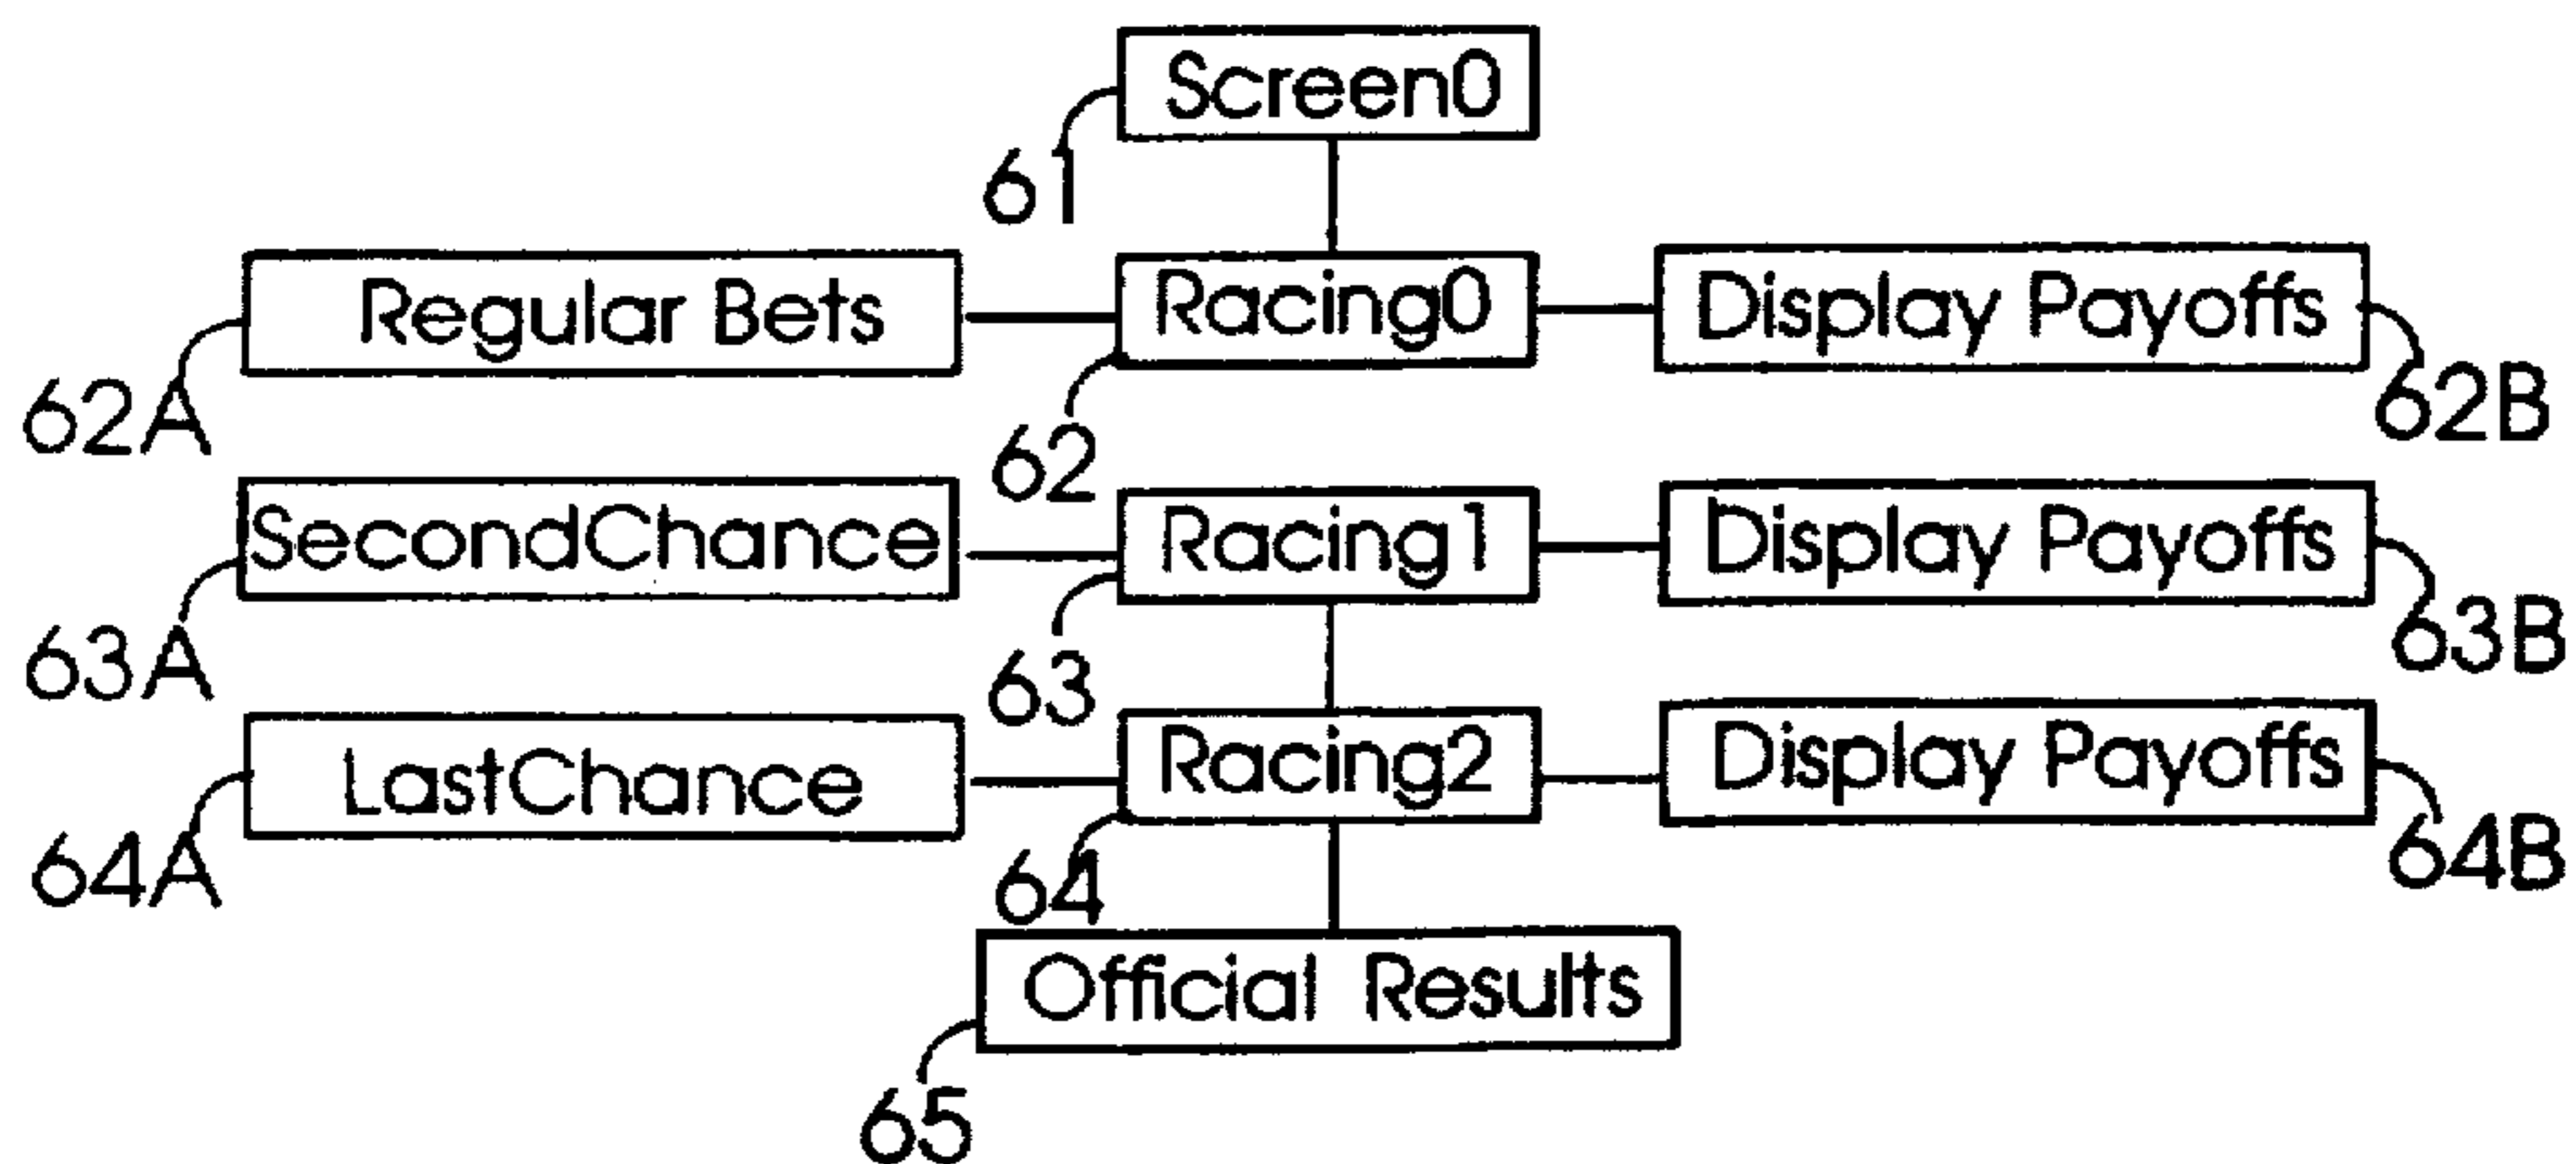 Screen0
61
Regular Bets Racing0 Display Payoffs
62A 62 62B
SecondChance Racing1 Display Payoffs
63A 63 63B
LastChance Racing2 Display Payoffs
64A 64 64B
Official Results
65